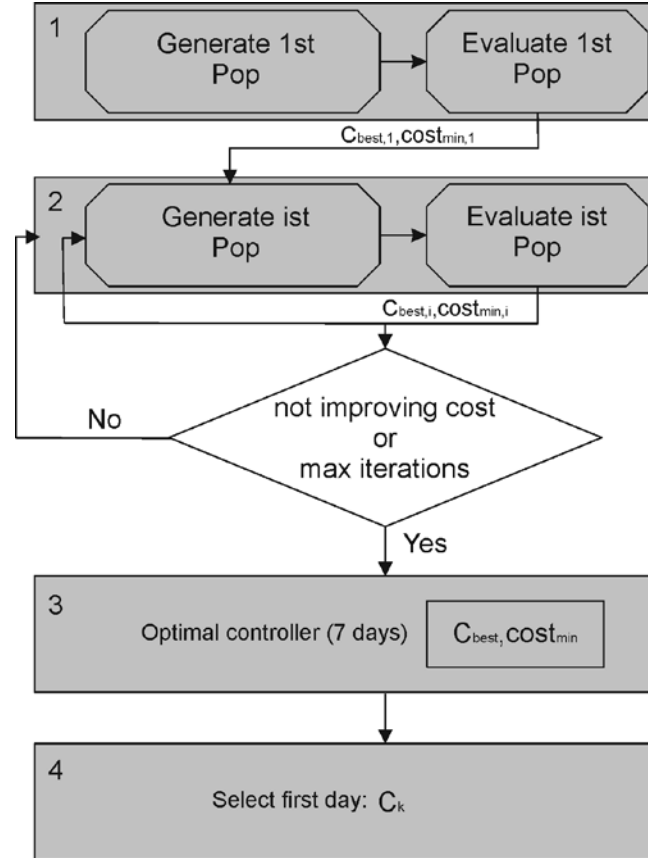 1
Generate 1st
Pop
Evaluate 1st
Pop
Cbest,1,costmin,1
2
Generate ist
Pop
Evaluate ist
Pop
Cbest,i,costmin,i
No
not improving cost
or
max iterations
Yes
3
Optimal controller (7 days)
Cbest,costmin
4
Select first day: Ck